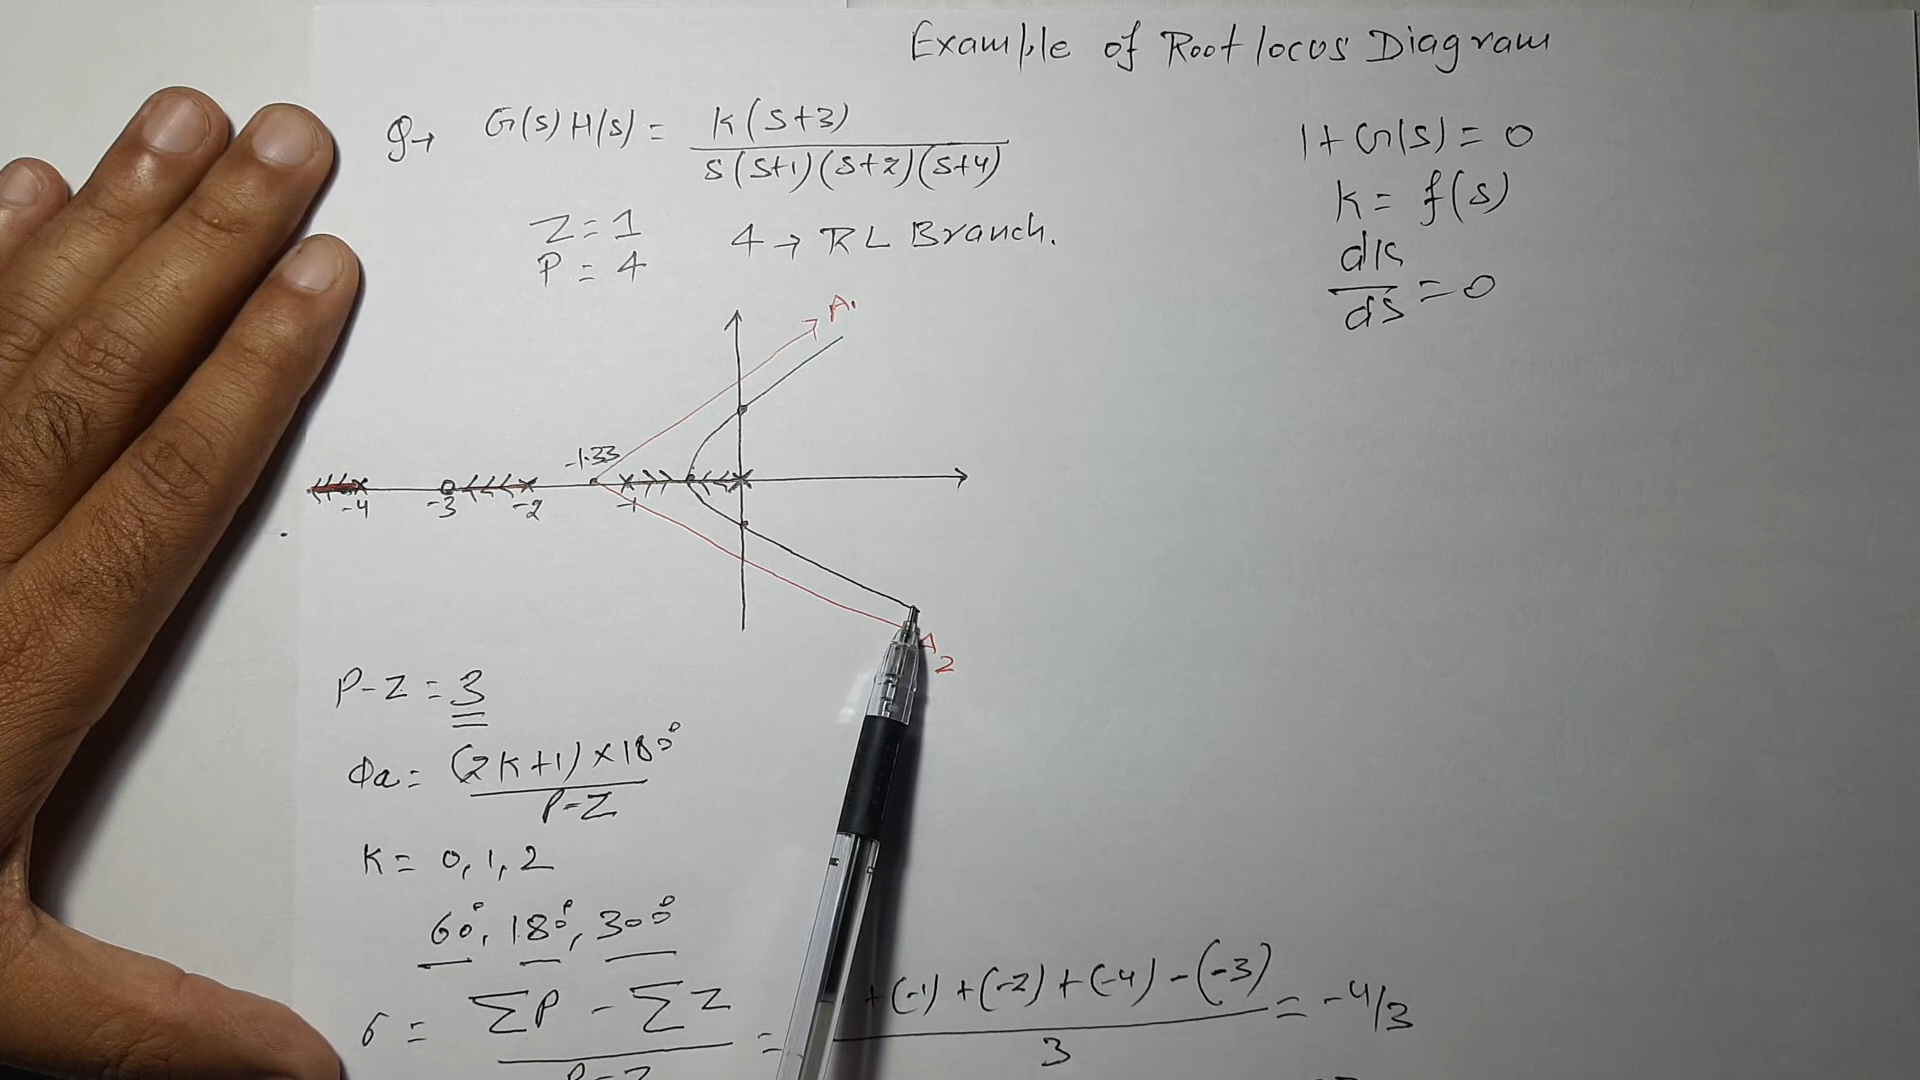 Example of Root locus Diagram
Q→ G(s)H(s) = K(s+3)
s(s+1)(s+2)(s+4)
Z = 1
P = 4
4 → RL Branch.
1+G(s) = 0
K = f(s)
dk
ds = 0
A1
-1.33
-4 -3 -2 -1
A2
P-Z = 3
Φa = (2K+1)×180°
P-Z
K = 0, 1, 2
60°, 180°, 300°
σ = ΣP - ΣZ = +(-1)+(-2)+(-4)-(-3) = -4/3
P-Z
3